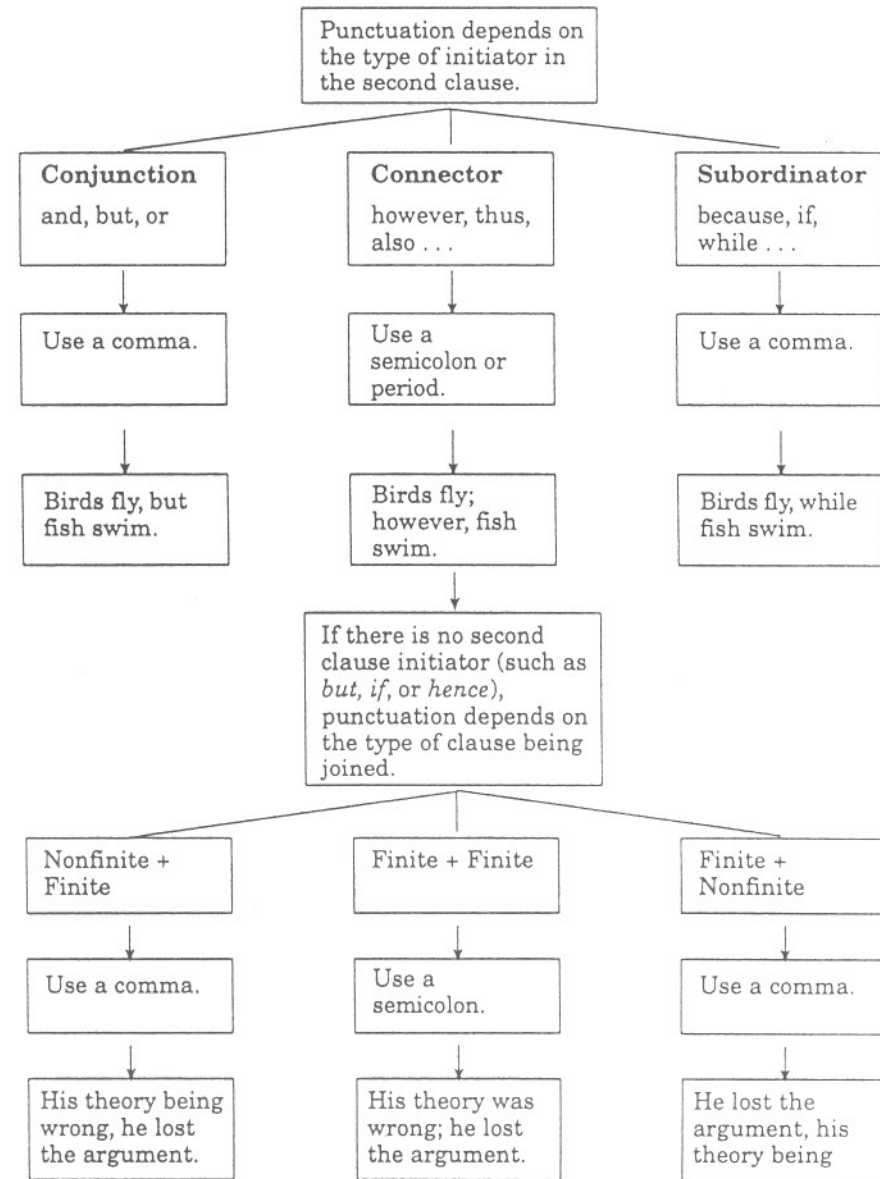 Punctuation depends on
the type of initiator in
the second clause.
Conjunction
and, but, or
Connector
however, thus,
also . . .
Subordinator
because, if,
while . . .
Use a comma.
Use a
semicolon or
period.
Use a comma.
Birds fly, but
fish swim.
Birds fly;
however, fish
swim.
Birds fly, while
fish swim.
If there is no second
clause initiator (such as
but, if, or hence),
punctuation depends on
the type of clause being
joined.
Nonfinite +
Finite
Finite + Finite
Finite +
Nonfinite
Use a comma.
Use a
semicolon.
Use a comma.
His theory being
wrong, he lost
the argument.
His theory was
wrong; he lost
the argument.
He lost the
argument, his
theory being